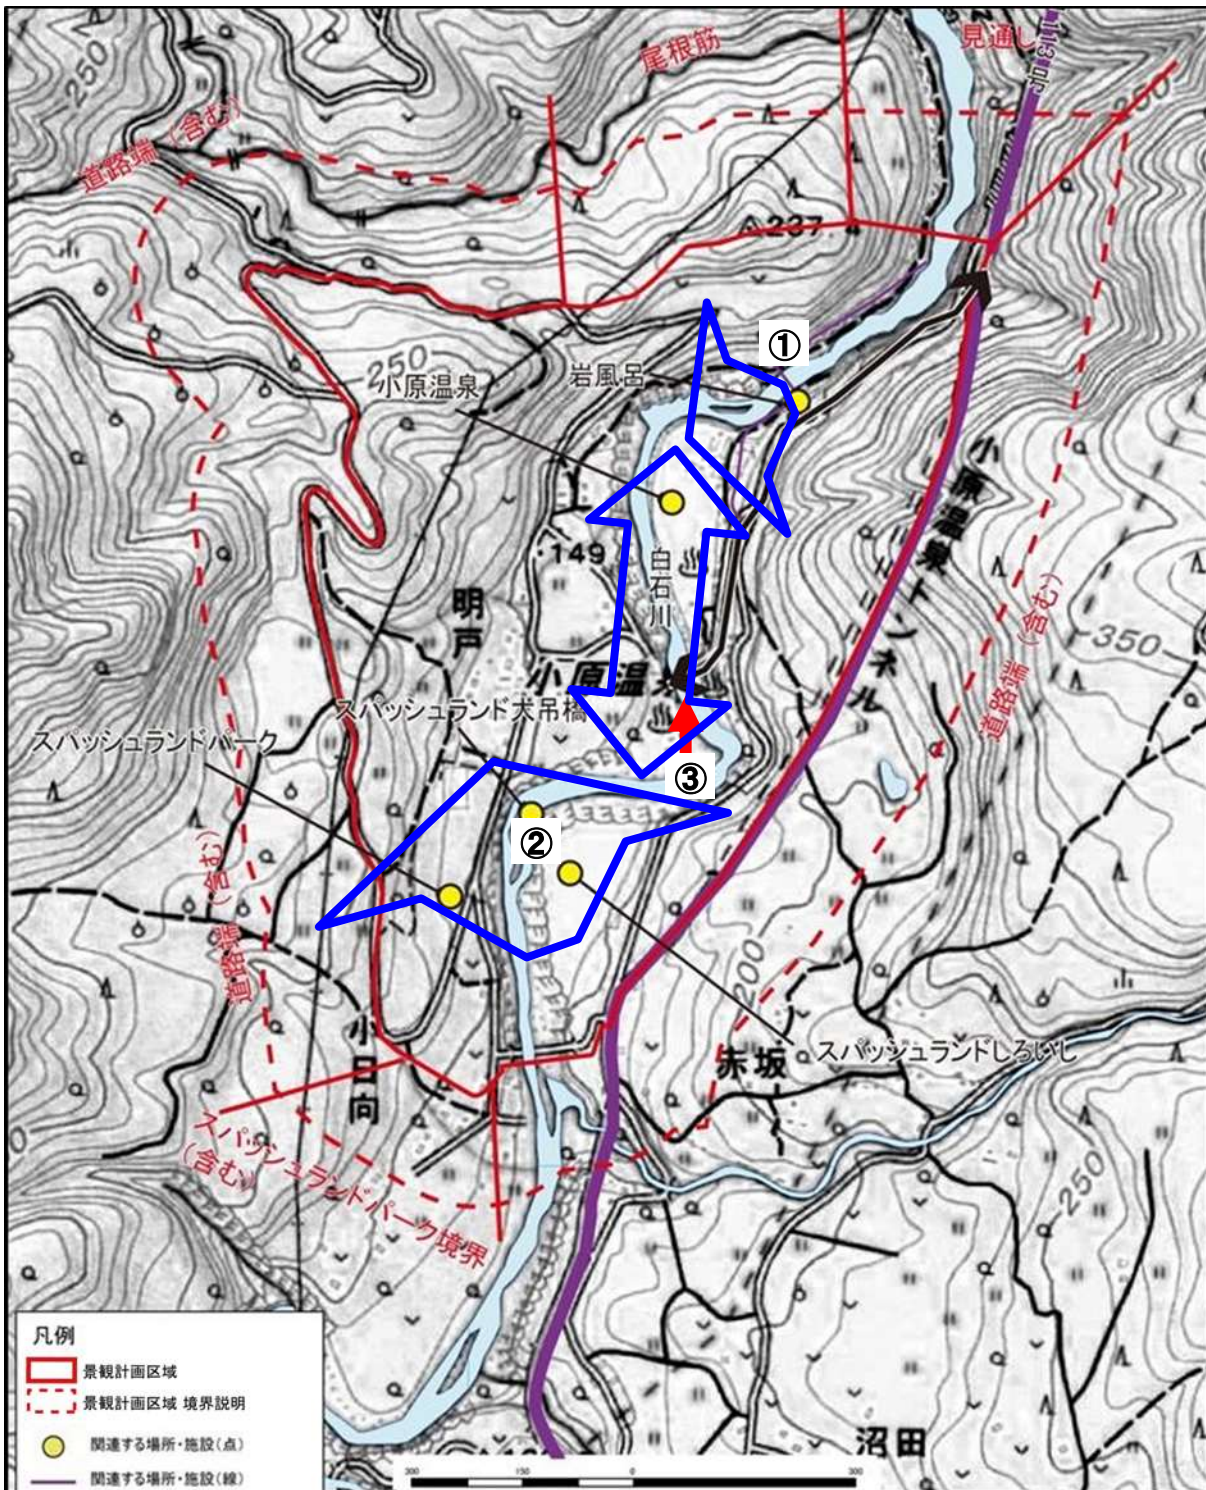 250
尾根筋
見通し
道路端 (含む)
200
237.4
①
250
岩風呂
小原温泉
小原温泉トンネル
149
白石川
道路端 (含む)
350
明戸
小原温
スパッシュランド大吊橋
スパッシュランドパーク
③
②
道路端 (含む)
200
小日向
赤坂
スパッシュランドしろいし
スパッシュランドパーク境界
(含む)
250
凡例
景観計画区域
景観計画区域 境界説明
関連する場所・施設(点)
関連する場所・施設(線)
沼田
300 150 0 300